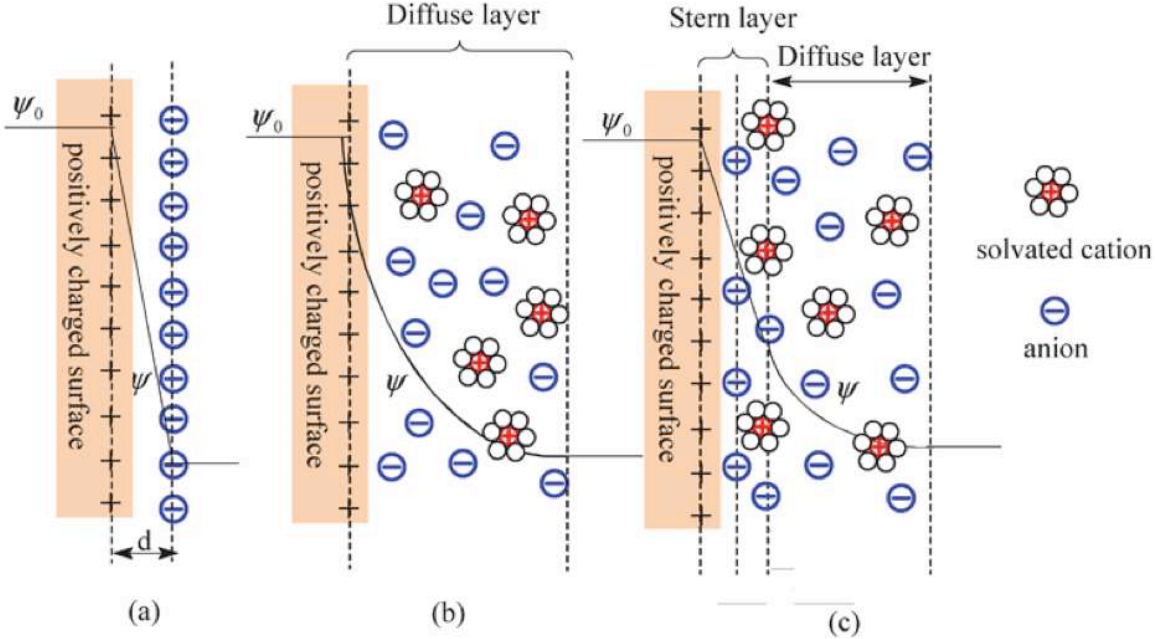 Diffuse layer
Stern layer
Diffuse layer
ψ₀
ψ₀
ψ₀
positively charged surface
positively charged surface
positively charged surface
ψ
ψ
ψ
solvated cation
anion
d
(a)
(b)
(c)